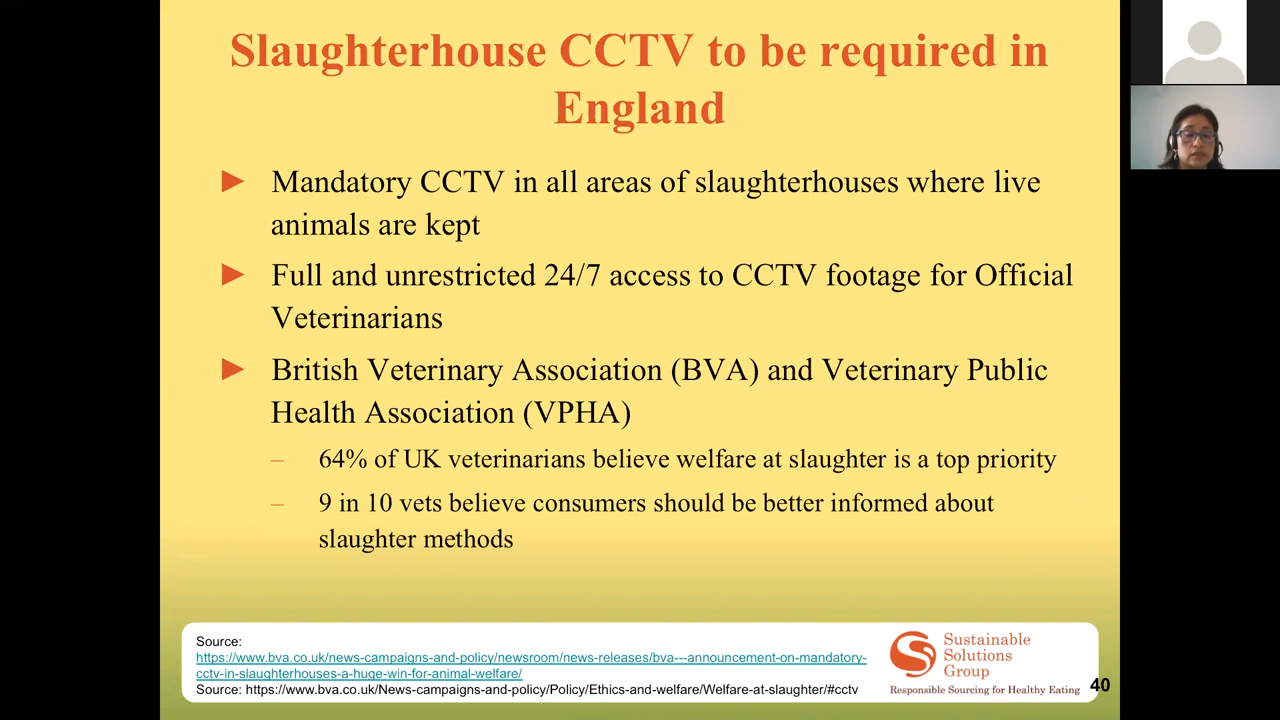 Slaughterhouse CCTV to be required in
England
► Mandatory CCTV in all areas of slaughterhouses where live
animals are kept
► Full and unrestricted 24/7 access to CCTV footage for Official
Veterinarians
► British Veterinary Association (BVA) and Veterinary Public
Health Association (VPHA)
– 64% of UK veterinarians believe welfare at slaughter is a top priority
– 9 in 10 vets believe consumers should be better informed about
slaughter methods
Source:
https://www.bva.co.uk/news-campaigns-and-policy/newsroom/news-releases/bva---announcement-on-mandatory-
cctv-in-slaughterhouses-a-huge-win-for-animal-welfare/
Source: https://www.bva.co.uk/News-campaigns-and-policy/Policy/Ethics-and-welfare/Welfare-at-slaughter/#cctv
Sustainable
Solutions
Group
Responsible Sourcing for Healthy Eating
40